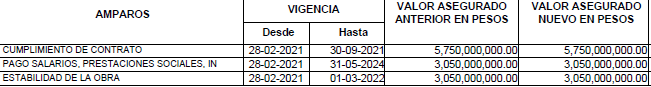 AMPAROS VIGENCIA VALOR ASEGURADO ANTERIOR EN PESOS VALOR ASEGURADO NUEVO EN PESOS
Desde Hasta
CUMPLIMIENTO DE CONTRATO 28-02-2021 30-09-2021 5,750,000,000.00 5,750,000,000.00
PAGO SALARIOS, PRESTACIONES SOCIALES, IN 28-02-2021 31-05-2024 3,050,000,000.00 3,050,000,000.00
ESTABILIDAD DE LA OBRA 28-02-2021 01-03-2022 3,050,000,000.00 3,050,000,000.00